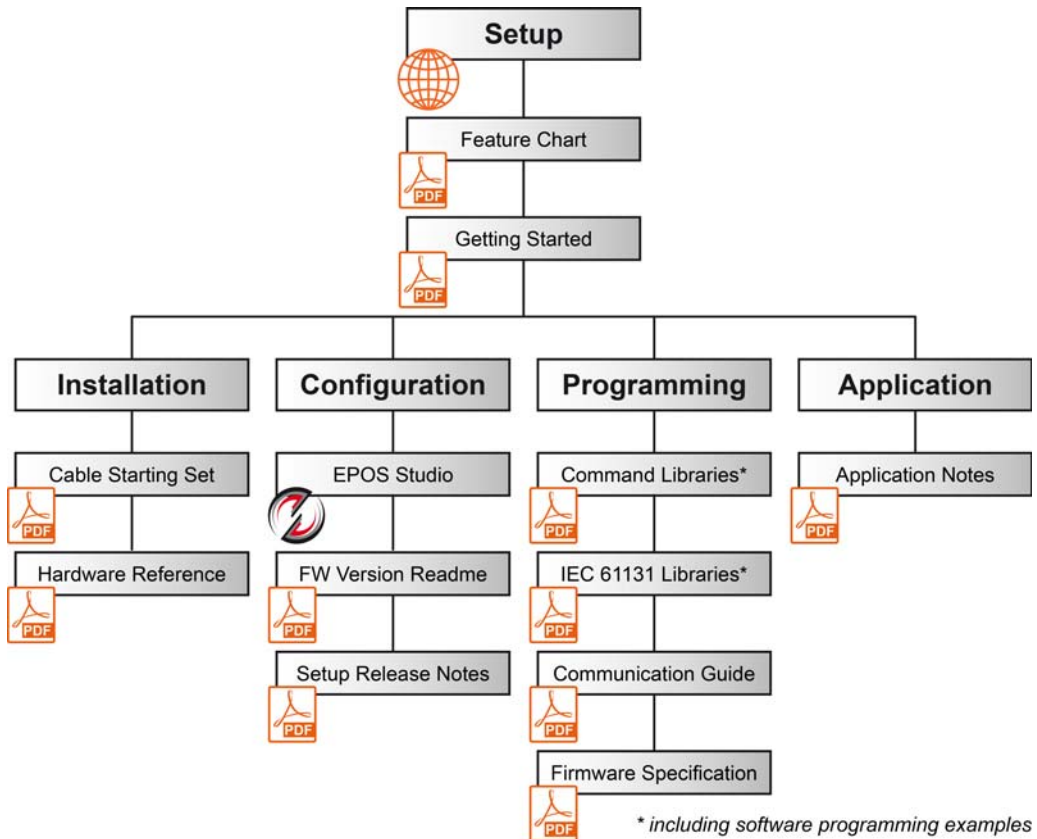 Setup
Feature Chart
PDF
Getting Started
PDF
Installation
Configuration
Programming
Application
Cable Starting Set
PDF
Hardware Reference
PDF
EPOS Studio
FW Version Readme
PDF
Setup Release Notes
PDF
Command Libraries*
PDF
IEC 61131 Libraries*
PDF
Communication Guide
PDF
Firmware Specification
PDF
Application Notes
PDF
* including software programming examples